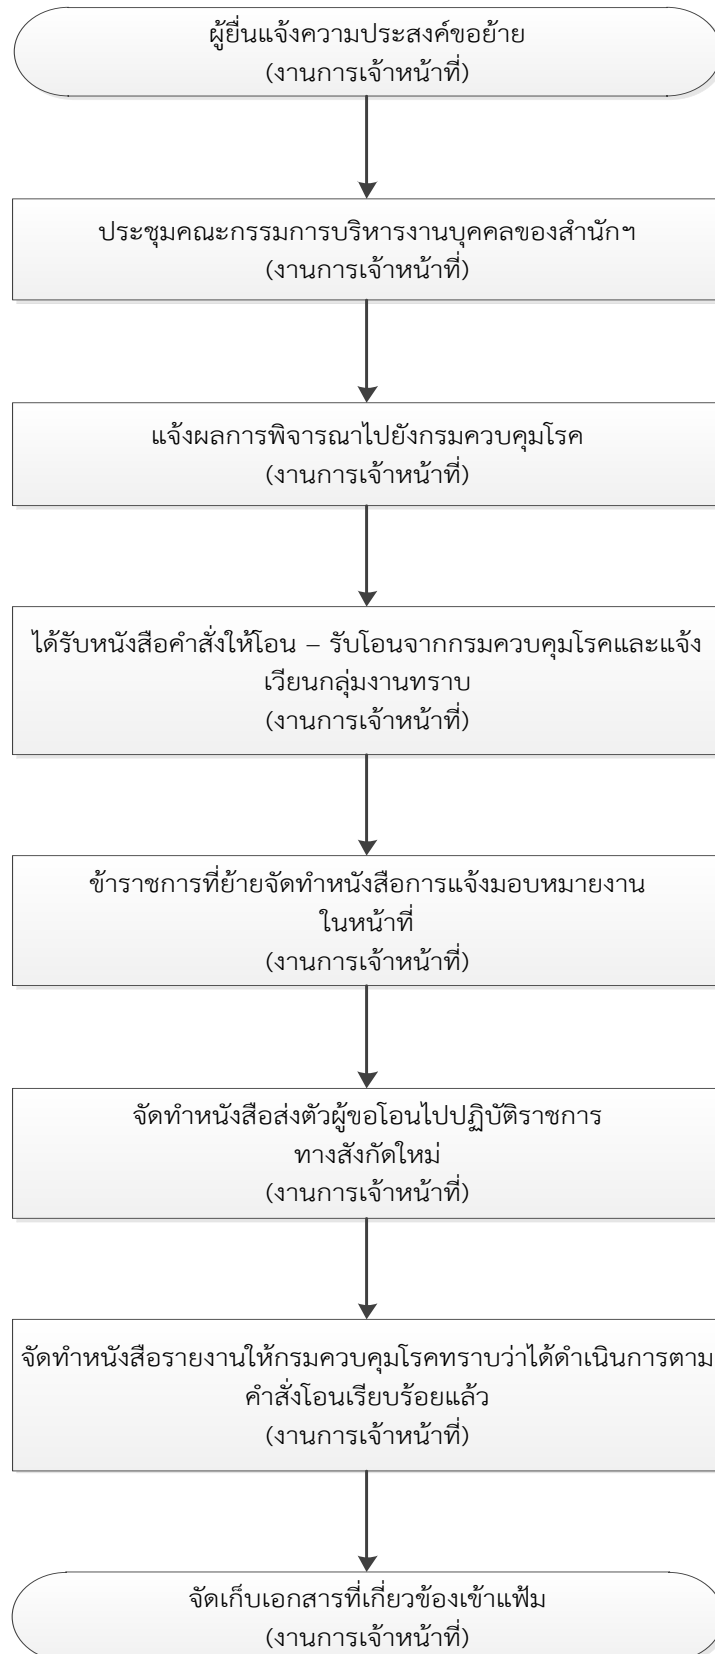 ผู้ยื่นแจ้งความประสงค์ขอย้าย
(งานการเจ้าหน้าที่)
ประชุมคณะกรรมการบริหารงานบุคคลของสำนักฯ
(งานการเจ้าหน้าที่)
แจ้งผลการพิจารณาไปยังกรมควบคุมโรค
(งานการเจ้าหน้าที่)
ได้รับหนังสือคำสั่งให้โอน – รับโอนจากกรมควบคุมโรคและแจ้ง
เวียนกลุ่มงานทราบ
(งานการเจ้าหน้าที่)
ข้าราชการที่ย้ายจัดทำหนังสือการแจ้งมอบหมายงาน
ในหน้าที่
(งานการเจ้าหน้าที่)
จัดทำหนังสือส่งตัวผู้ขอโอนไปปฏิบัติราชการ
ทางสังกัดใหม่
(งานการเจ้าหน้าที่)
จัดทำหนังสือรายงานให้กรมควบคุมโรคทราบว่าได้ดำเนินการตาม
คำสั่งโอนเรียบร้อยแล้ว
(งานการเจ้าหน้าที่)
จัดเก็บเอกสารที่เกี่ยวข้องเข้าแฟ้ม
(งานการเจ้าหน้าที่)